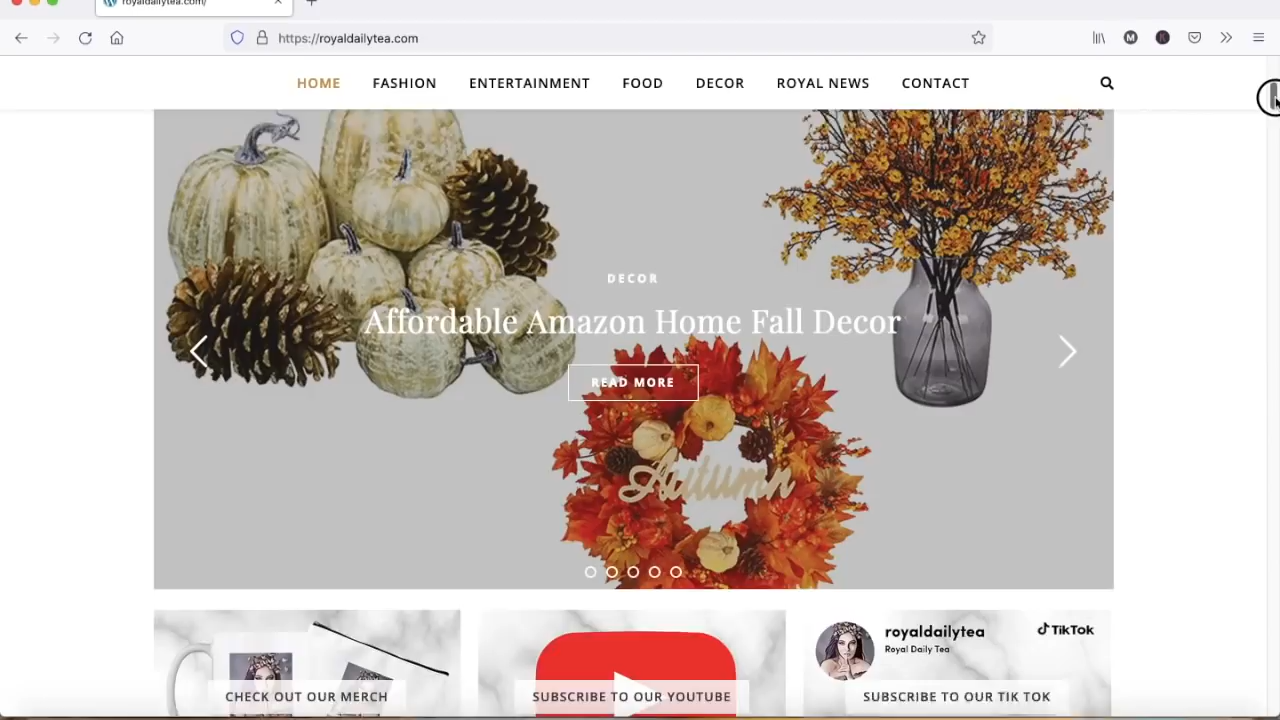 royaldailytea.com/
https://royaldailytea.com
HOME FASHION ENTERTAINMENT FOOD DECOR ROYAL NEWS CONTACT
DECOR
Affordable Amazon Home Fall Decor
READ MORE
Autumn
royaldailytea
TikTok
Royal Daily Tea
CHECK OUT OUR MERCH
SUBSCRIBE TO OUR YOUTUBE
SUBSCRIBE TO OUR TIK TOK